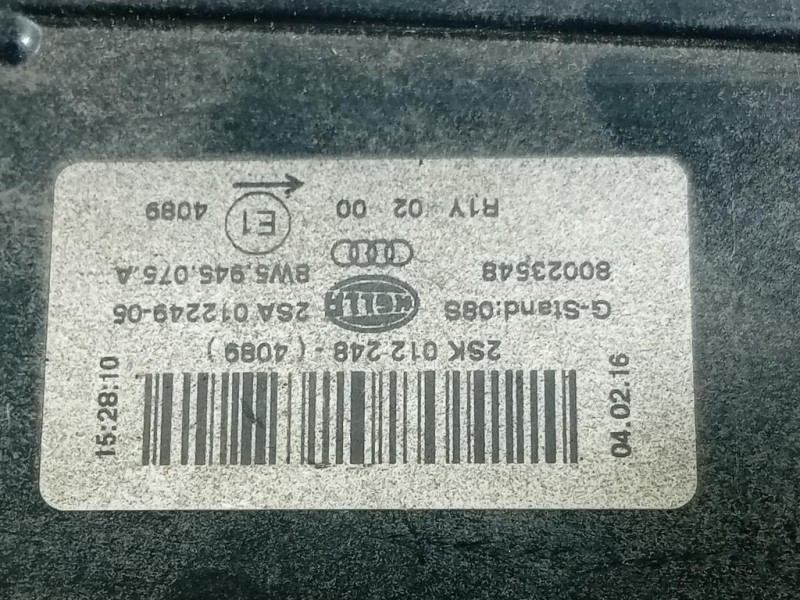 04.02.16
15:28:10
2SK 012 248 - ( 4089 )
G-Stand:08S HELLA 2SA 012249-05
80023548 8W5.945.075.A
R1Y 02 00 E1 4089